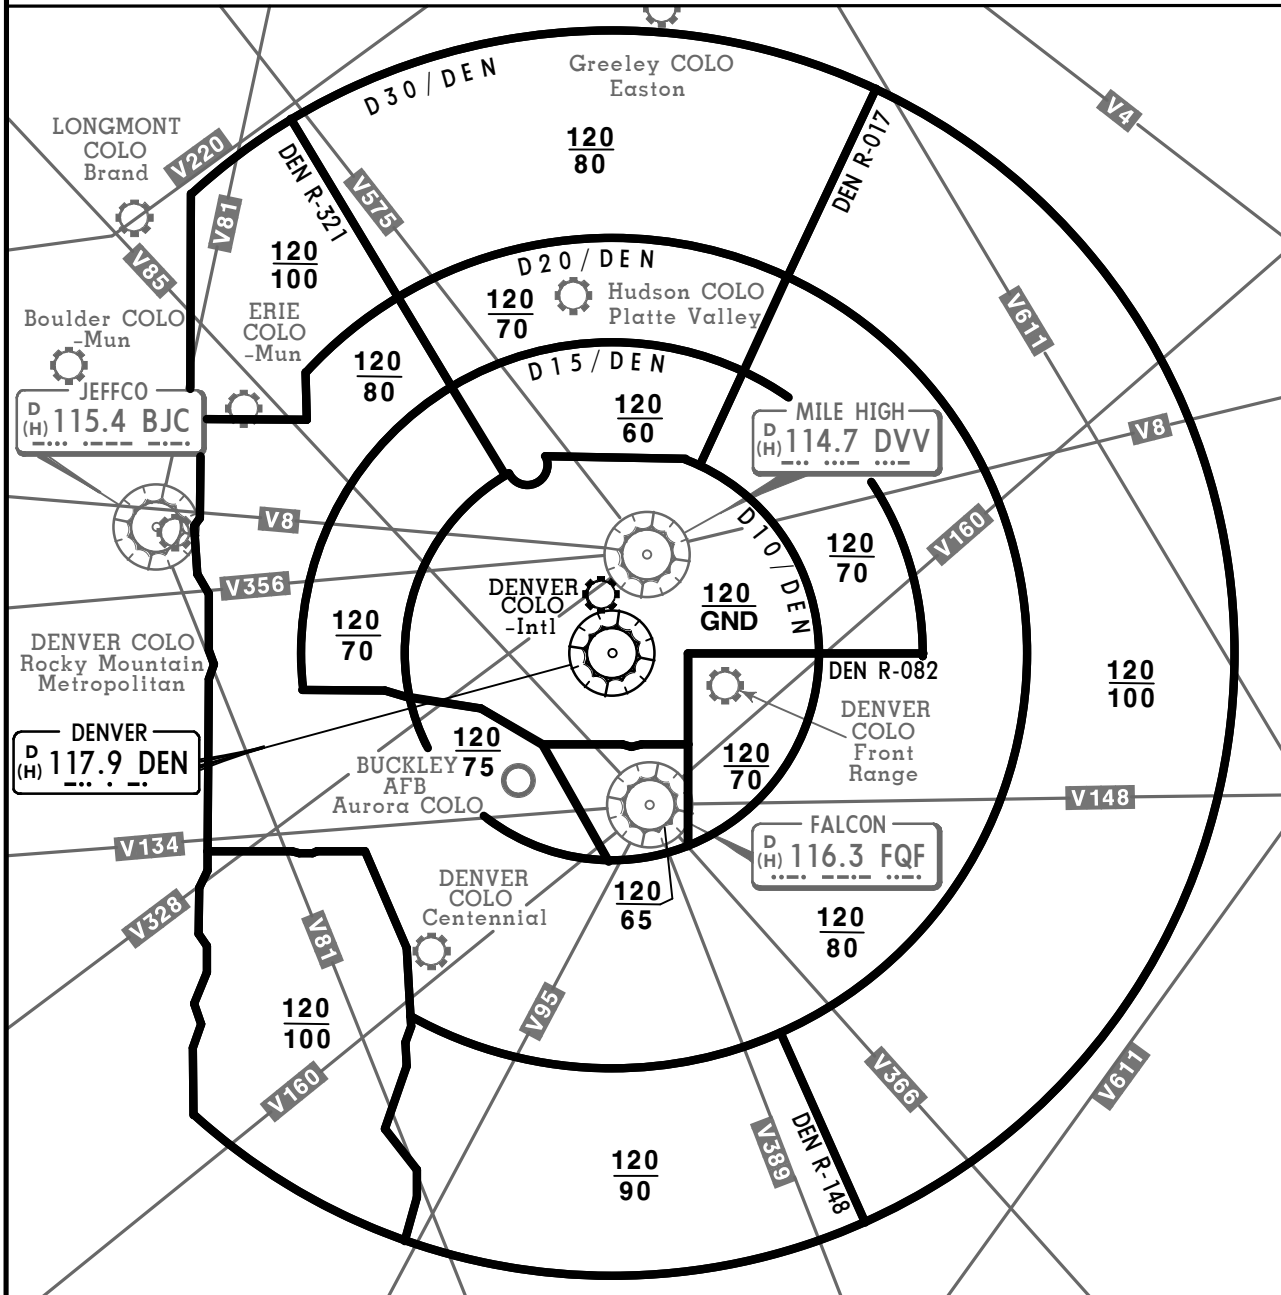 D30/DEN
Greeley COLO
Easton
V4
LONGMONT
COLO
Brand
V220
120
80
DEN R-017
DEN R-321
V575
V81
120
100
V85
D20/DEN
120
70
Hudson COLO
Platte Valley
V611
Boulder COLO
-Mun
ERIE
COLO
-Mun
D15/DEN
120
80
JEFFCO
D
(H) 115.4 BJC
120
60
MILE HIGH
D
(H) 114.7 DVV
V8
V8
D10/DEN
V160
120
70
V356
DENVER
COLO
-Intl
120
GND
120
70
DENVER COLO
Rocky Mountain
Metropolitan
DEN R-082
120
100
DENVER
COLO
Front
Range
DENVER
D
(H) 117.9 DEN
120
75
120
70
BUCKLEY
AFB
Aurora COLO
V148
V134
FALCON
D
(H) 116.3 FQF
DENVER
COLO
Centennial
120
65
V328
V81
120
80
120
100
V95
V160
V366
V611
V389
DEN R-148
120
90